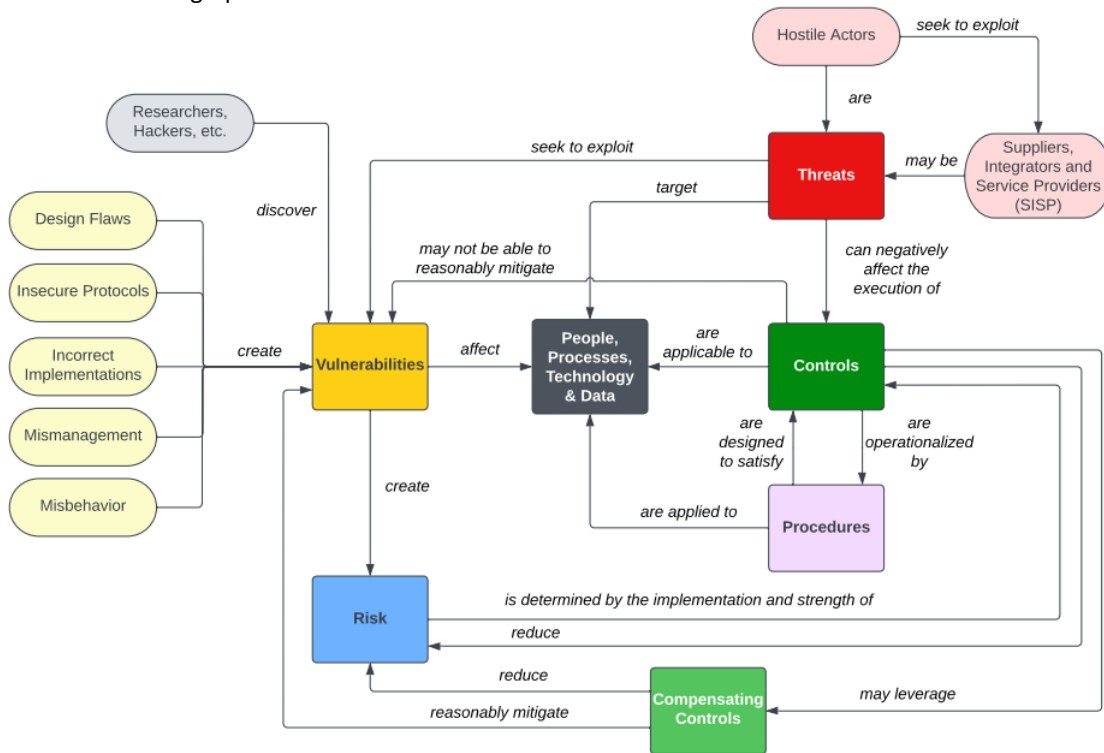 Hostile Actors
seek to exploit
are
Researchers,
Hackers, etc.
seek to exploit
Threats
may be
Suppliers,
Integrators and
Service Providers
(SISP)
target
discover
Design Flaws
may not be able to
reasonably mitigate
can negatively
affect the
execution of
Insecure Protocols
create
Incorrect
Implementations
Vulnerabilities
affect
People,
Processes,
Technology
& Data
are
applicable to
Controls
Mismanagement
are
designed
to satisfy
are
operationalized
by
create
Misbehavior
are applied to
Procedures
Risk
is determined by the implementation and strength of
reduce
reduce
reasonably mitigate
Compensating
Controls
may leverage